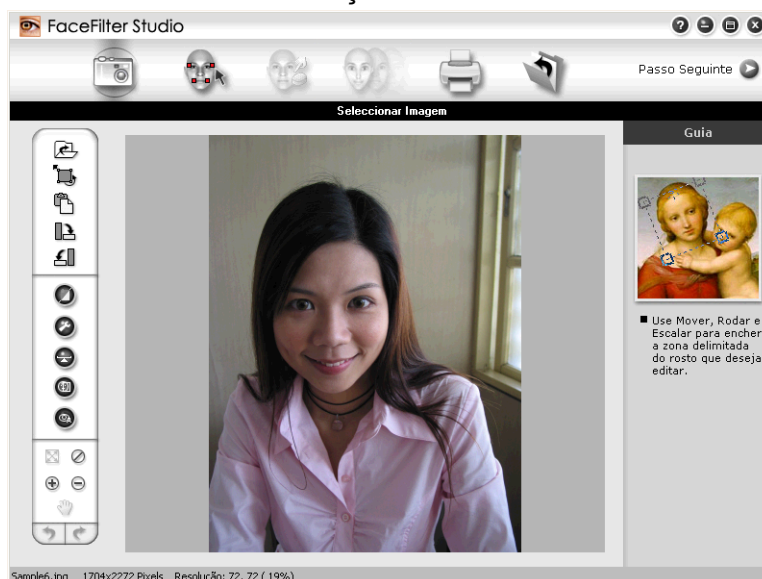 FaceFilter Studio
Passo Seguinte
Seleccionar Imagem
Guia
Use Mover, Rodar e
Escalar para encher
a zona delimitada
do rosto que deseja
editar.
Sample6.jpg 1704x2272 Pixels Resolução: 72, 72 ( 19%)